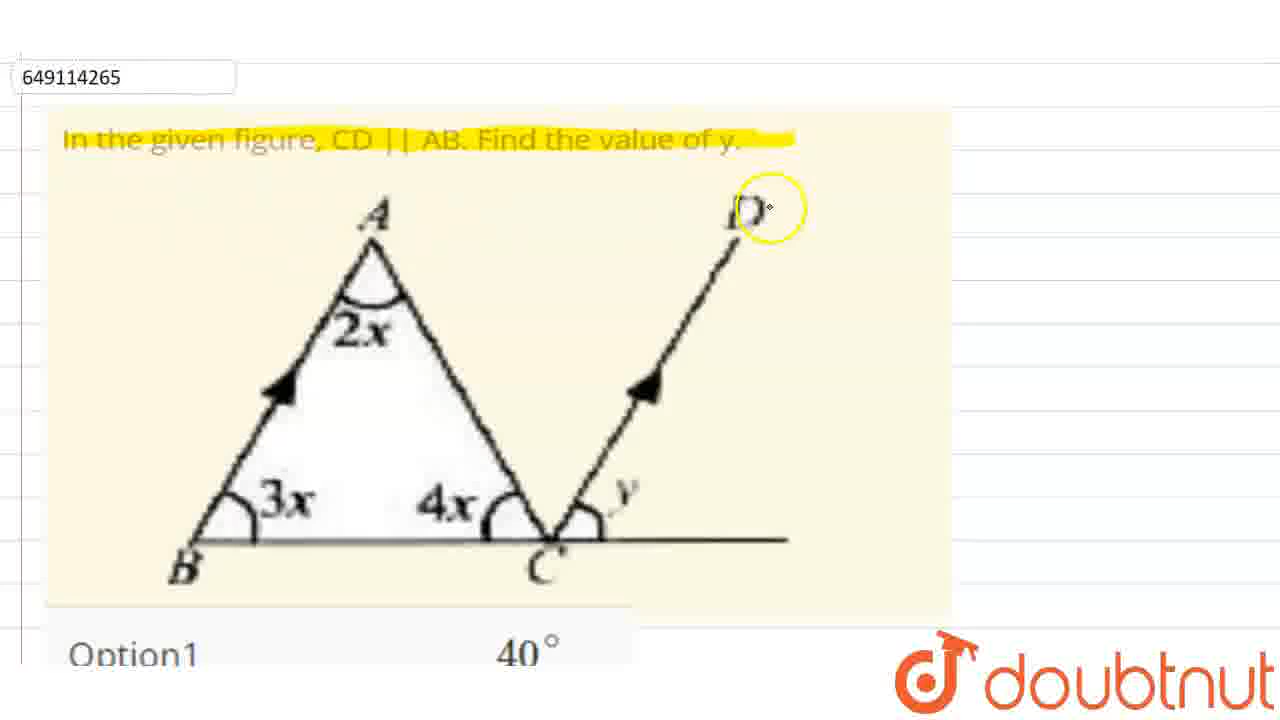 649114265
In the given figure, CD || AB. Find the value of y.
A
D
2x
3x
4x
y
B
C
Option1 40°
doubtnut